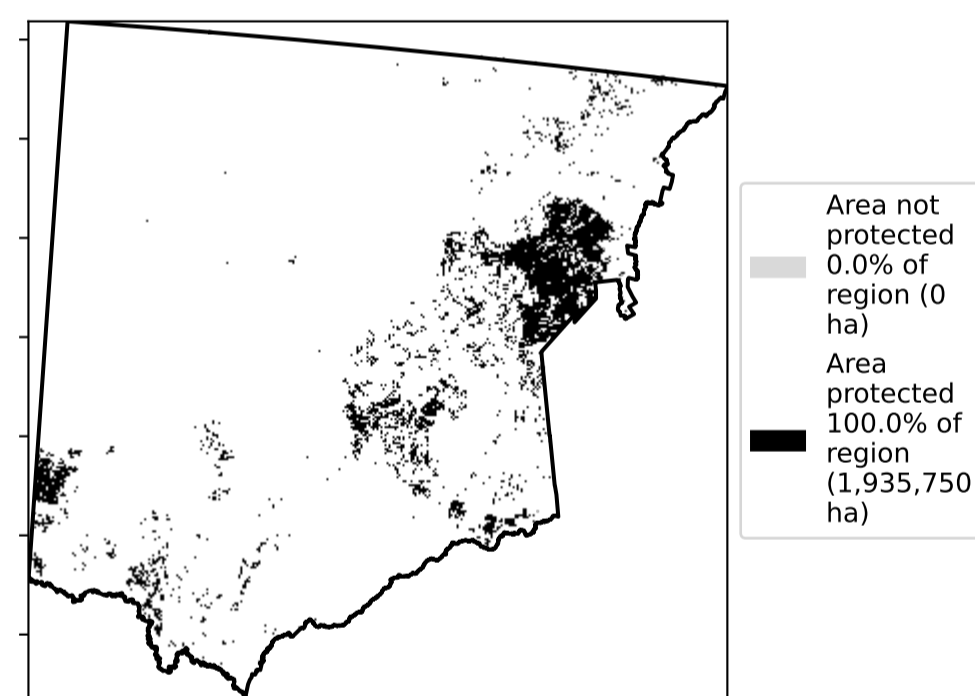 Area not
protected
0.0% of
region (0
ha)
Area
protected
100.0% of
region
(1,935,750
ha)